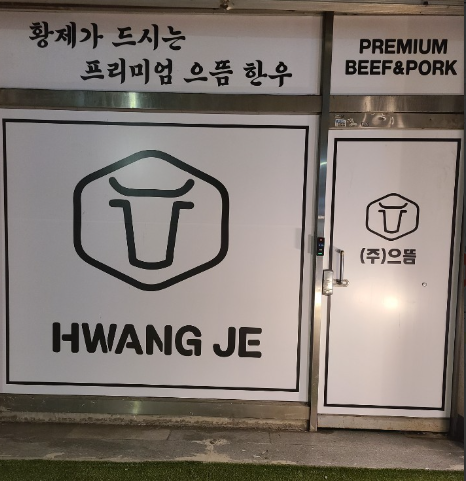 황제가 드시는
프리미엄 으뜸 한우
PREMIUM
BEEF&PORK
HWANG JE
(주)으뜸